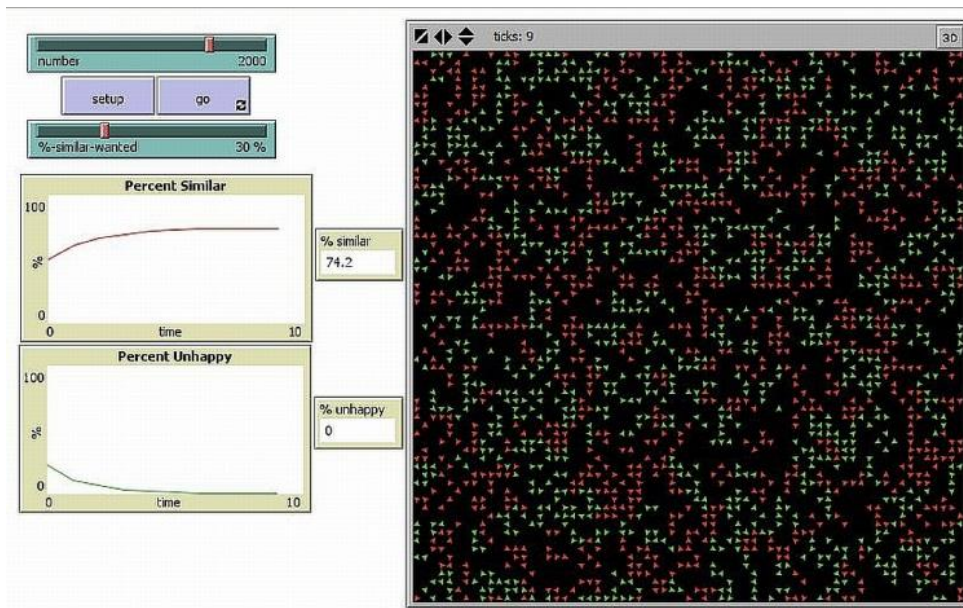 number 2000
setup
go
%-similar-wanted 30 %
Percent Similar
100
%
0
0 time 10
% similar
74.2
Percent Unhappy
100
%
0
0 time 10
% unhappy
0
ticks: 9
3D